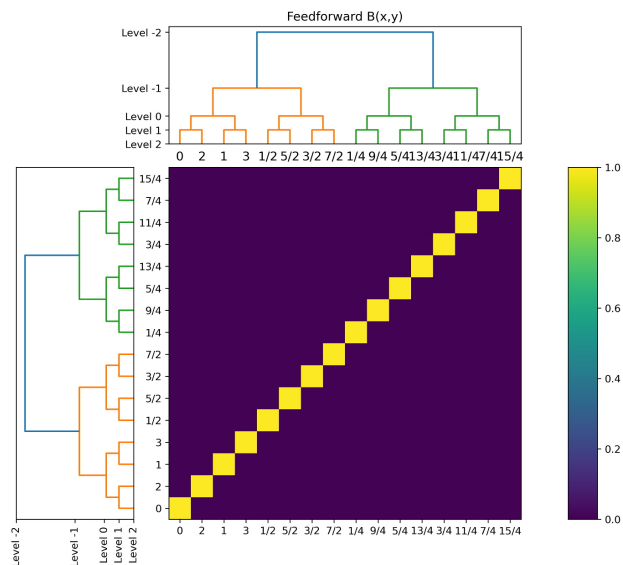 Feedforward B(x,y)
Level -2
Level -1
Level 0
Level 1
Level 2
0 2 1 3 1/2 5/2 3/2 7/2 1/4 9/4 5/4 13/4 3/4 11/4 7/4 15/4
15/4
7/4
11/4
3/4
13/4
5/4
9/4
1/4
7/2
3/2
5/2
1/2
3
1
2
0
0 2 1 3 1/2 5/2 3/2 7/2 1/4 9/4 5/4 13/4 3/4 11/4 7/4 15/4
Level -2
Level -1
Level 0
Level 1
Level 2
1.0
0.8
0.6
0.4
0.2
0.0